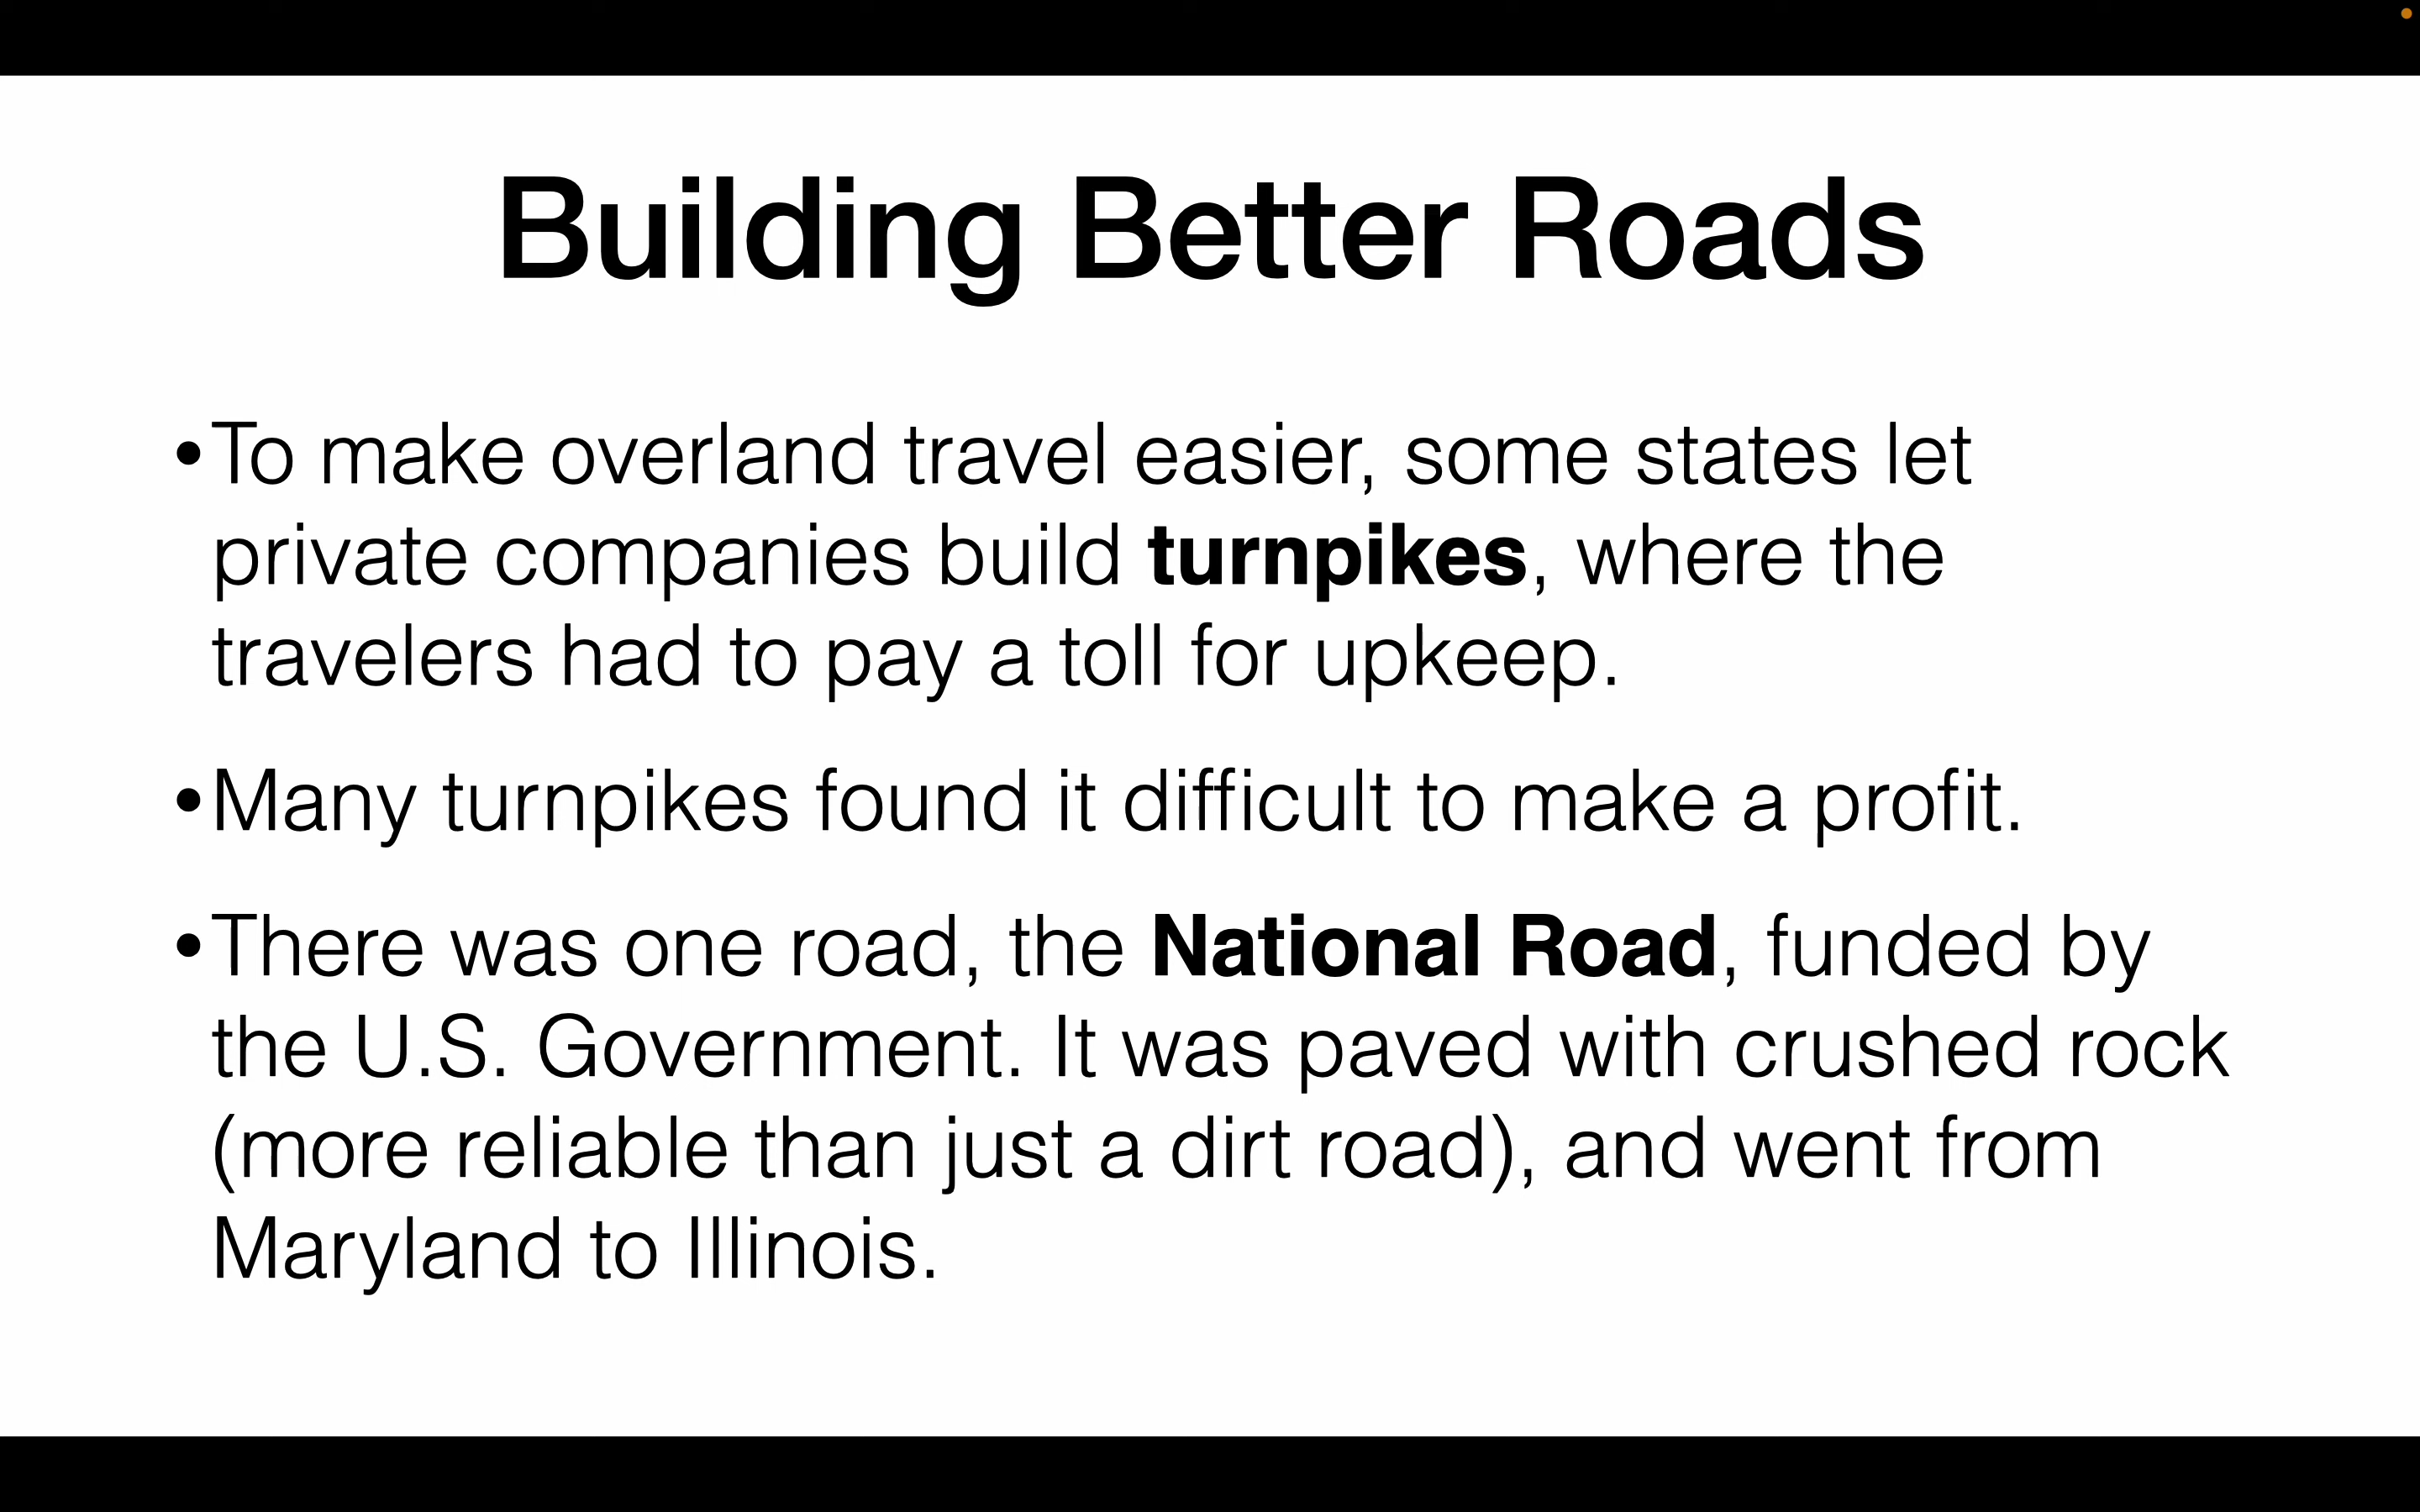 Building Better Roads
•To make overland travel easier, some states let
private companies build turnpikes, where the
travelers had to pay a toll for upkeep.
•Many turnpikes found it difficult to make a profit.
•There was one road, the National Road, funded by
the U.S. Government. It was paved with crushed rock
(more reliable than just a dirt road), and went from
Maryland to Illinois.